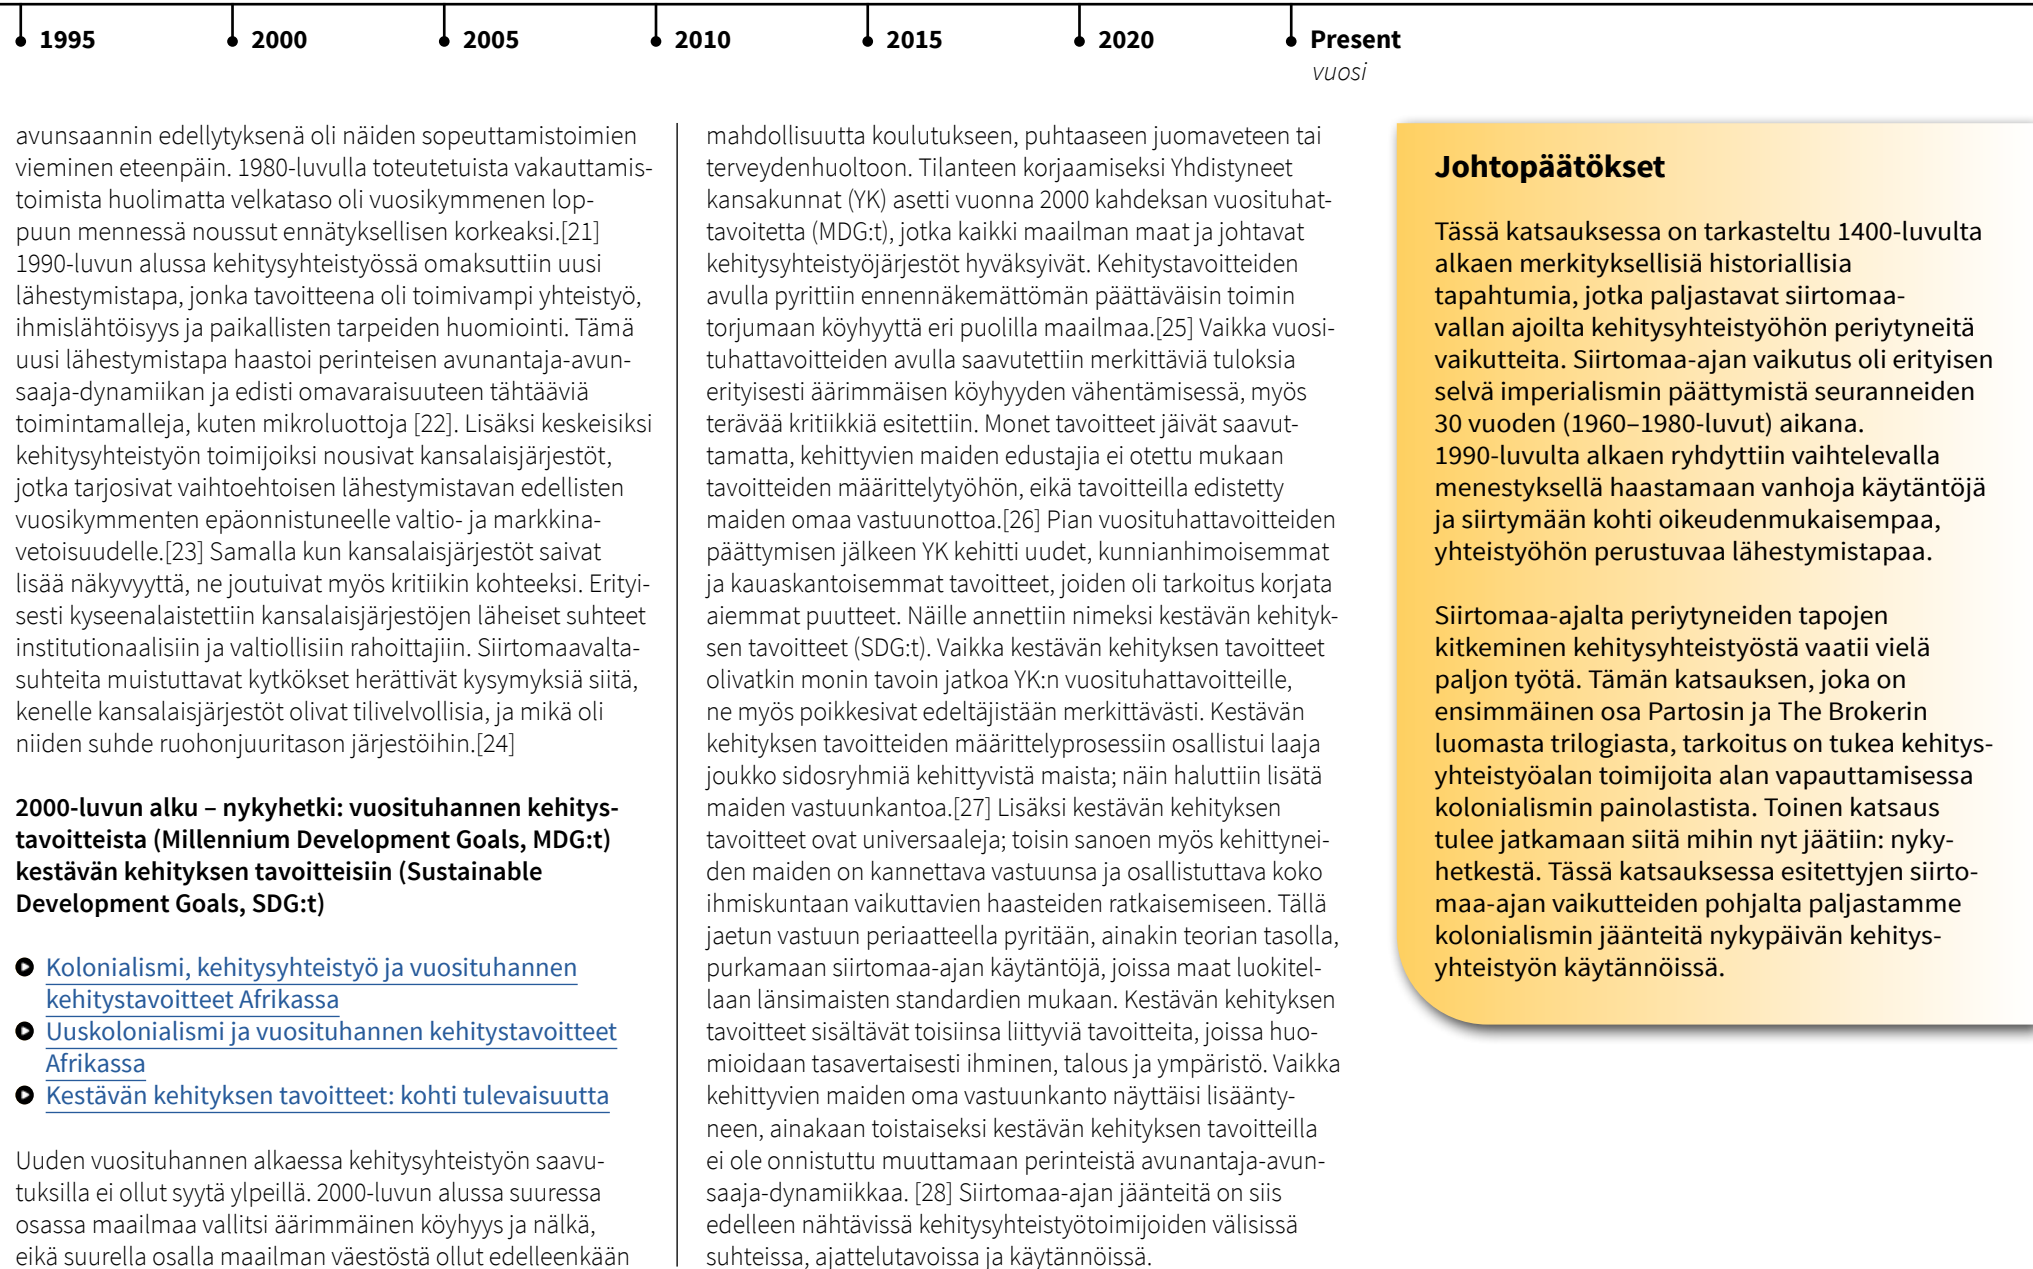 1995
2000
2005
2010
2015
2020
Present
vuosi
avunsaannin edellytyksenä oli näiden sopeuttamistoimien
vieminen eteenpäin. 1980-luvulla toteutetuista vakauttamis-
toimista huolimatta velkataso oli vuosikymmenen lop-
puun mennessä noussut ennätyksellisen korkeaksi.[21]
1990-luvun alussa kehitysyhteistyössä omaksuttiin uusi
lähestymistapa, jonka tavoitteena oli toimivampi yhteistyö,
ihmislähtöisyys ja paikallisten tarpeiden huomiointi. Tämä
uusi lähestymistapa haastoi perinteisen avunantaja-avun-
saaja-dynamiikan ja edisti omavaraisuuteen tähtääviä
toimintamalleja, kuten mikroluottoja [22]. Lisäksi keskeisiksi
kehitysyhteistyön toimijoiksi nousivat kansalaisjärjestöt,
jotka tarjosivat vaihtoehtoisen lähestymistavan edellisten
vuosikymmenten epäonnistuneelle valtio- ja markkina-
vetoisuudelle.[23] Samalla kun kansalaisjärjestöt saivat
lisää näkyvyyttä, ne joutuivat myös kritiikin kohteeksi. Erityi-
sesti kyseenalaistettiin kansalaisjärjestöjen läheiset suhteet
institutionaalisiin ja valtiollisiin rahoittajiin. Siirtomaavalta-
suhteita muistuttavat kytkökset herättivät kysymyksiä siitä,
kenelle kansalaisjärjestöt olivat tilivelvollisia, ja mikä oli
niiden suhde ruohonjuuritason järjestöihin.[24]
2000-luvun alku – nykyhetki: vuosituhannen kehitys-
tavoitteista (Millennium Development Goals, MDG:t)
kestävän kehityksen tavoitteisiin (Sustainable
Development Goals, SDG:t)
Kolonialismi, kehitysyhteistyö ja vuosituhannen
kehitystavoitteet Afrikassa
Uuskolonialismi ja vuosituhannen kehitystavoitteet
Afrikassa
Kestävän kehityksen tavoitteet: kohti tulevaisuutta
Uuden vuosituhannen alkaessa kehitysyhteistyön saavu-
tuksilla ei ollut syytä ylpeillä. 2000-luvun alussa suuressa
osassa maailmaa vallitsi äärimmäinen köyhyys ja nälkä,
eikä suurella osalla maailman väestöstä ollut edelleenkään
mahdollisuutta koulutukseen, puhtaaseen juomaveteen tai
terveydenhuoltoon. Tilanteen korjaamiseksi Yhdistyneet
kansakunnat (YK) asetti vuonna 2000 kahdeksan vuosituhat-
tavoitetta (MDG:t), jotka kaikki maailman maat ja johtavat
kehitysyhteistyöjärjestöt hyväksyivät. Kehitystavoitteiden
avulla pyrittiin ennennäkemättömän päättäväisin toimin
torjumaan köyhyyttä eri puolilla maailmaa.[25] Vaikka vuosi-
tuhattavoitteiden avulla saavutettiin merkittäviä tuloksia
erityisesti äärimmäisen köyhyyden vähentämisessä, myös
terävää kritiikkiä esitettiin. Monet tavoitteet jäivät saavut-
tamatta, kehittyvien maiden edustajia ei otettu mukaan
tavoitteiden määrittelytyöhön, eikä tavoitteilla edistetty
maiden omaa vastuunottoa.[26] Pian vuosituhattavoitteiden
päättymisen jälkeen YK kehitti uudet, kunnianhimoisemmat
ja kauaskantoisemmat tavoitteet, joiden oli tarkoitus korjata
aiemmat puutteet. Näille annettiin nimeksi kestävän kehityk-
sen tavoitteet (SDG:t). Vaikka kestävän kehityksen tavoitteet
olivatkin monin tavoin jatkoa YK:n vuosituhattavoitteille,
ne myös poikkesivat edeltäjistään merkittävästi. Kestävän
kehityksen tavoitteiden määrittelyprosessiin osallistui laaja
joukko sidosryhmiä kehittyvistä maista; näin haluttiin lisätä
maiden vastuunkantoa.[27] Lisäksi kestävän kehityksen
tavoitteet ovat universaaleja; toisin sanoen myös kehittynei-
den maiden on kannettava vastuunsa ja osallistuttava koko
ihmiskuntaan vaikuttavien haasteiden ratkaisemiseen. Tällä
jaetun vastuun periaatteella pyritään, ainakin teorian tasolla,
purkamaan siirtomaa-ajan käytäntöjä, joissa maat luokitel-
laan länsimaisten standardien mukaan. Kestävän kehityksen
tavoitteet sisältävät toisiinsa liittyviä tavoitteita, joissa huo-
mioidaan tasavertaisesti ihminen, talous ja ympäristö. Vaikka
kehittyvien maiden oma vastuunkanto näyttäisi lisäänty-
neen, ainakaan toistaiseksi kestävän kehityksen tavoitteilla
ei ole onnistuttu muuttamaan perinteistä avunantaja-avun-
saaja-dynamiikkaa. [28] Siirtomaa-ajan jäänteitä on siis
edelleen nähtävissä kehitysyhteistyötoimijoiden välisissä
suhteissa, ajattelutavoissa ja käytännöissä.
Johtopäätökset
Tässä katsauksessa on tarkasteltu 1400-luvulta
alkaen merkityksellisiä historiallisia
tapahtumia, jotka paljastavat siirtomaa-
vallan ajoilta kehitysyhteistyöhön periytyneitä
vaikutteita. Siirtomaa-ajan vaikutus oli erityisen
selvä imperialismin päättymistä seuranneiden
30 vuoden (1960–1980-luvut) aikana.
1990-luvulta alkaen ryhdyttiin vaihtelevalla
menestyksellä haastamaan vanhoja käytäntöjä
ja siirtymään kohti oikeudenmukaisempaa,
yhteistyöhön perustuvaa lähestymistapaa.
Siirtomaa-ajalta periytyneiden tapojen
kitkeminen kehitysyhteistyöstä vaatii vielä
paljon työtä. Tämän katsauksen, joka on
ensimmäinen osa Partosin ja The Brokerin
luomasta trilogiasta, tarkoitus on tukea kehitys-
yhteistyöalan toimijoita alan vapauttamisessa
kolonialismin painolastista. Toinen katsaus
tulee jatkamaan siitä mihin nyt jäätiin: nyky-
hetkestä. Tässä katsauksessa esitettyjen siirto-
maa-ajan vaikutteiden pohjalta paljastamme
kolonialismin jäänteitä nykypäivän kehitys-
yhteistyön käytännöissä.